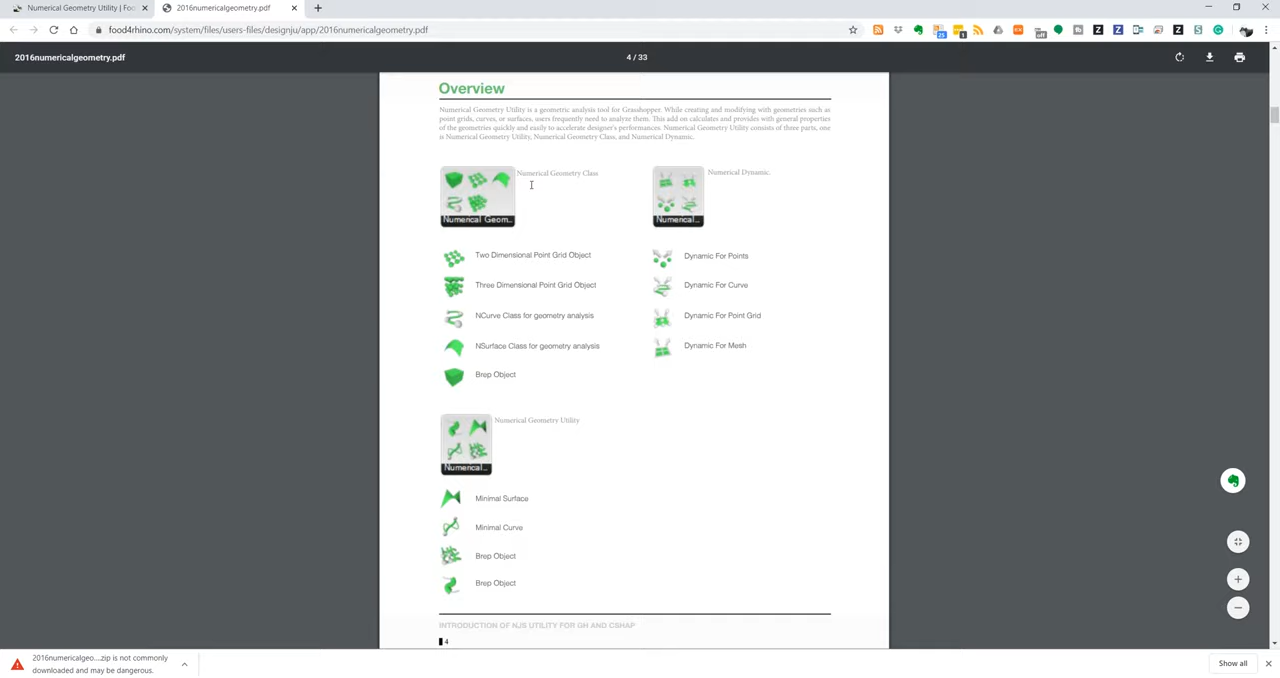 Numerical Geometry Utility | Foo
2016numericalgeometry.pdf
food4rhino.com/system/files/users-files/designju/app/2016numericalgeometry.pdf
2016numericalgeometry.pdf
4 / 33
Overview
Numerical Geometry Utility is a geometric analysis tool for Grasshopper. While creating and modifying with geometries such as
point grids, curves, or surfaces, users frequently need to analyze them. This add on calculates and provides with general properties
of the geometries quickly and easily to accelerate designer's performances. Numerical Geometry Utility consists of three parts, one
is Numerical Geometry Utility, Numerical Geometry Class, and Numerical Dynamic.
Numerical Geometry Class
Numerical Geom..
Two Dimensional Point Grid Object
Three Dimensional Point Grid Object
NCurve Class for geometry analysis
NSurface Class for geometry analysis
Brep Object
Numerical Dynamic
Numerical...
Dynamic For Points
Dynamic For Curve
Dynamic For Point Grid
Dynamic For Mesh
Numerical Geometry Utility
Numerical...
Minimal Surface
Minimal Curve
Brep Object
Brep Object
INTRODUCTION OF NJS UTILITY FOR GH AND CSHAP
4
2016numericalgeo....zip is not commonly
downloaded and may be dangerous.
Show all